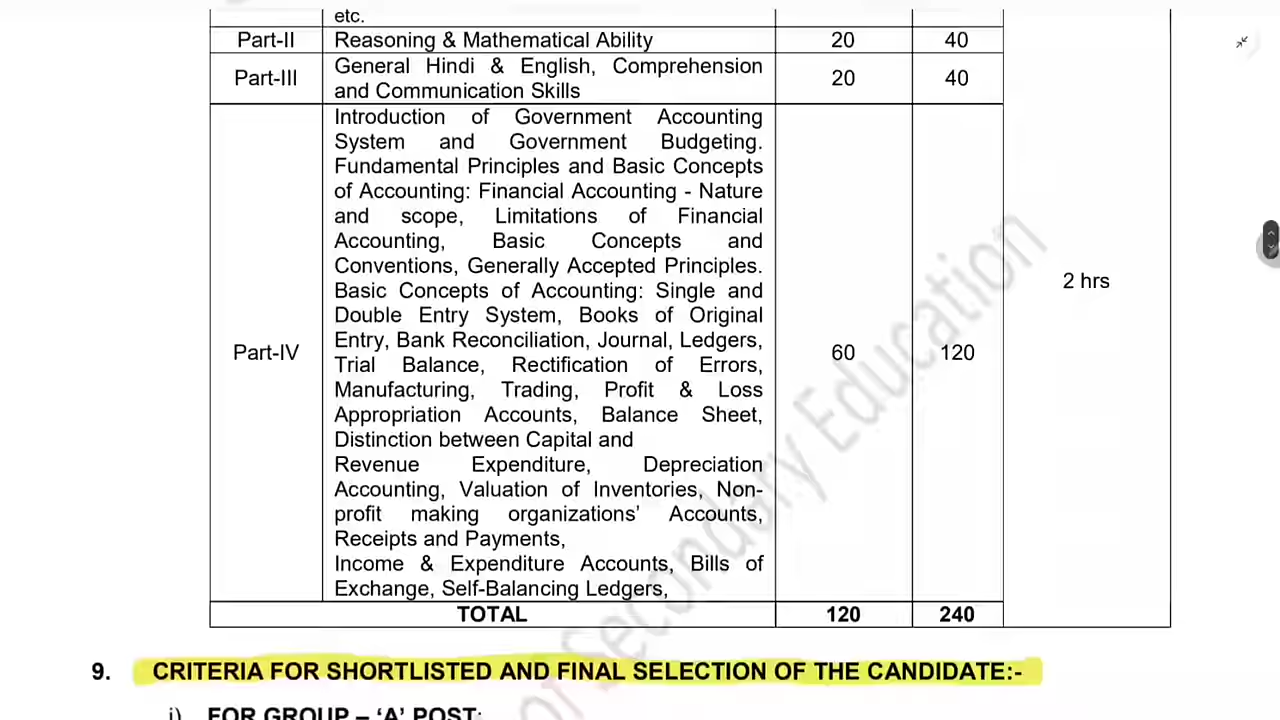 etc.
Part-II Reasoning & Mathematical Ability 20 40
Part-III General Hindi & English, Comprehension and Communication Skills 20 40
Part-IV
Introduction of Government Accounting
System and Government Budgeting.
Fundamental Principles and Basic Concepts
of Accounting: Financial Accounting - Nature
and scope, Limitations of Financial
Accounting, Basic Concepts and
Conventions, Generally Accepted Principles.
Basic Concepts of Accounting: Single and
Double Entry System, Books of Original
Entry, Bank Reconciliation, Journal, Ledgers,
Trial Balance, Rectification of Errors,
Manufacturing, Trading, Profit & Loss
Appropriation Accounts, Balance Sheet,
Distinction between Capital and
Revenue Expenditure, Depreciation
Accounting, Valuation of Inventories, Non-
profit making organizations’ Accounts,
Receipts and Payments,
Income & Expenditure Accounts, Bills of
Exchange, Self-Balancing Ledgers,
60 120
2 hrs
TOTAL 120 240
9. CRITERIA FOR SHORTLISTED AND FINAL SELECTION OF THE CANDIDATE:-
i) FOR GROUP – ‘A’ POST:
or Secondary Education